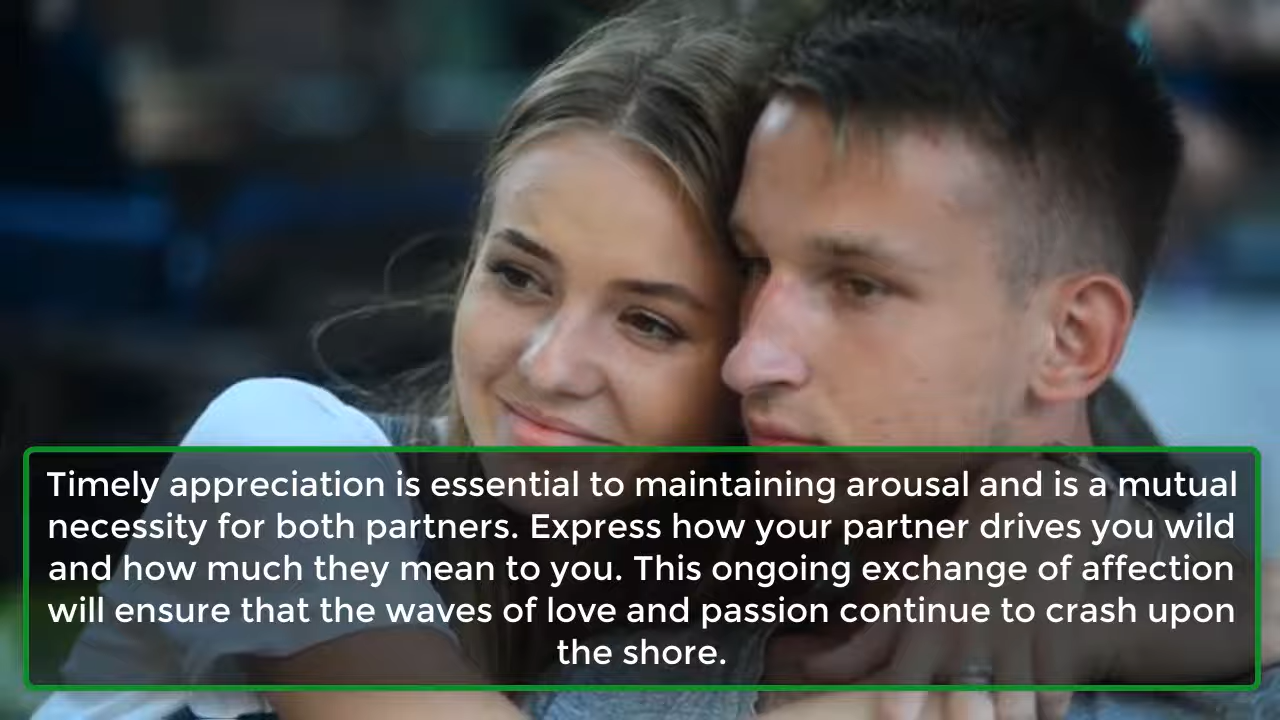 Timely appreciation is essential to maintaining arousal and is a mutual
necessity for both partners. Express how your partner drives you wild
and how much they mean to you. This ongoing exchange of affection
will ensure that the waves of love and passion continue to crash upon
the shore.